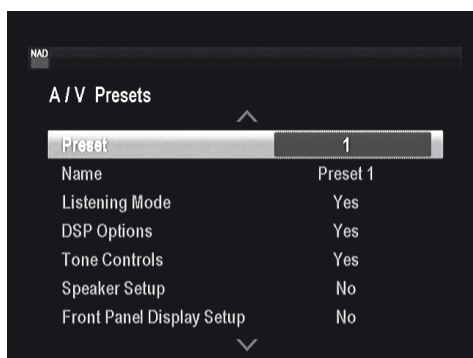 NAD
A / V Presets
Preset 1
Name Preset 1
Listening Mode Yes
DSP Options Yes
Tone Controls Yes
Speaker Setup No
Front Panel Display Setup No